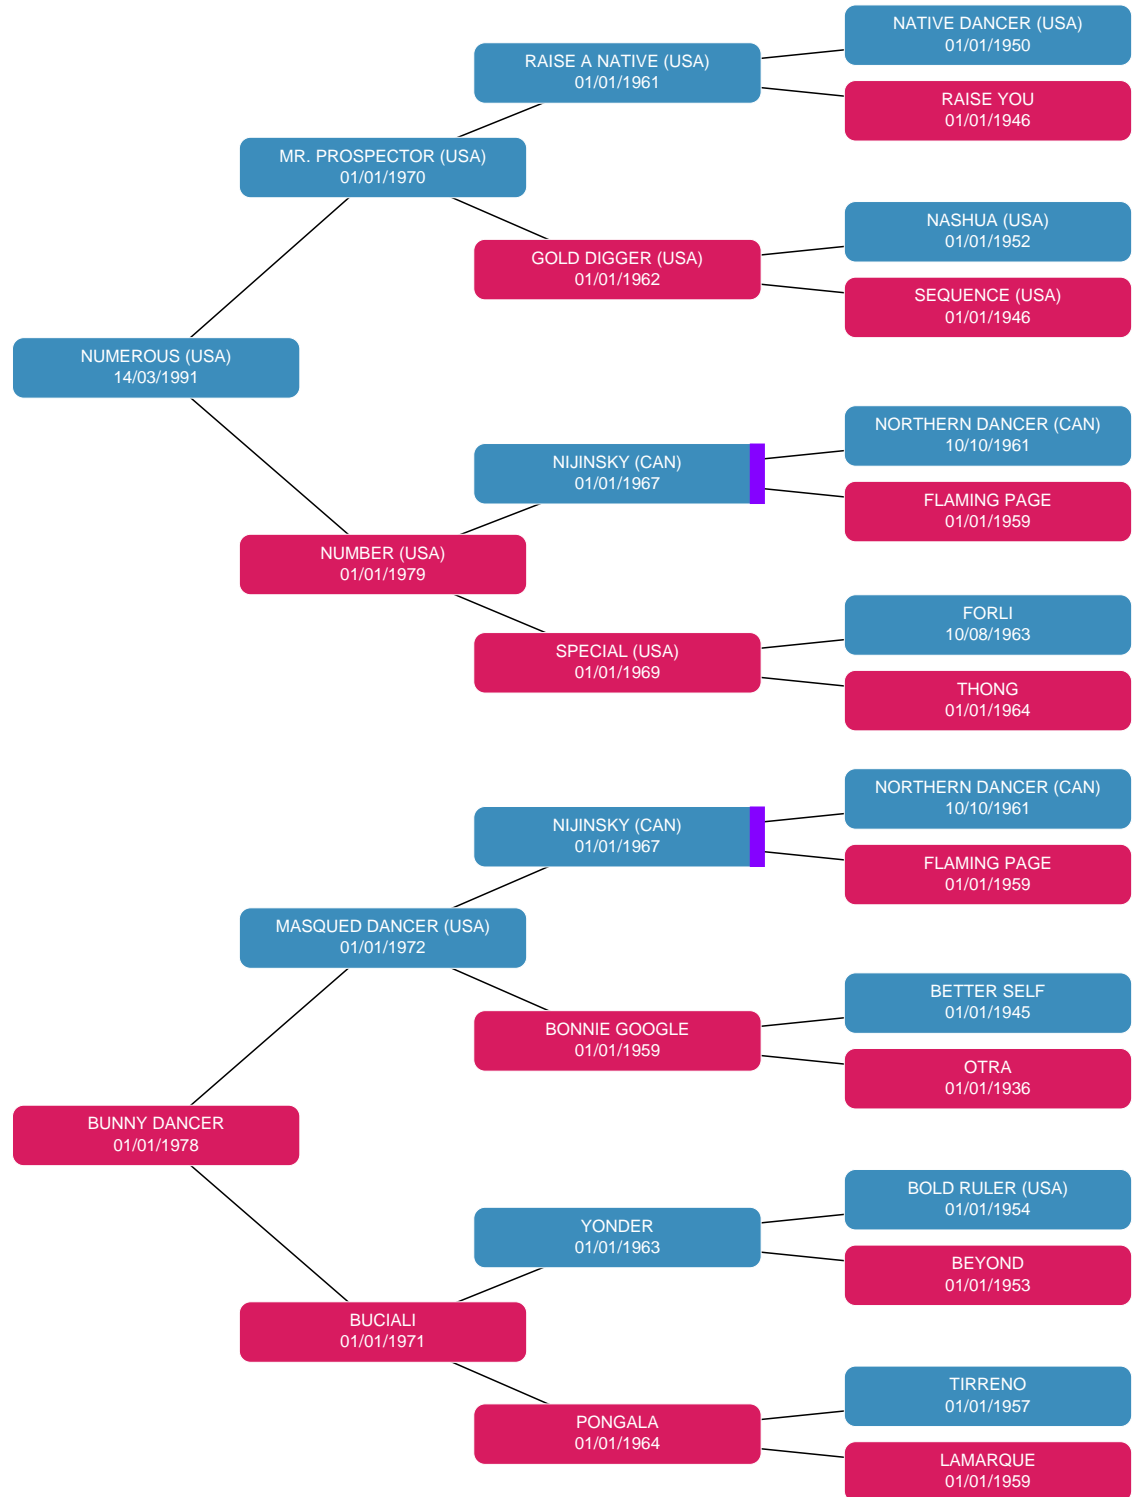 NATIVE DANCER (USA)
01/01/1950
RAISE A NATIVE (USA)
01/01/1961
RAISE YOU
01/01/1946
MR. PROSPECTOR (USA)
01/01/1970
NASHUA (USA)
01/01/1952
GOLD DIGGER (USA)
01/01/1962
SEQUENCE (USA)
01/01/1946
NUMEROUS (USA)
14/03/1991
NORTHERN DANCER (CAN)
10/10/1961
NIJINSKY (CAN)
01/01/1967
FLAMING PAGE
01/01/1959
NUMBER (USA)
01/01/1979
FORLI
10/08/1963
SPECIAL (USA)
01/01/1969
THONG
01/01/1964
NORTHERN DANCER (CAN)
10/10/1961
NIJINSKY (CAN)
01/01/1967
FLAMING PAGE
01/01/1959
MASQUED DANCER (USA)
01/01/1972
BETTER SELF
01/01/1945
BONNIE GOOGLE
01/01/1959
OTRA
01/01/1936
BUNNY DANCER
01/01/1978
BOLD RULER (USA)
01/01/1954
YONDER
01/01/1963
BEYOND
01/01/1953
BUCIALI
01/01/1971
TIRRENO
01/01/1957
PONGALA
01/01/1964
LAMARQUE
01/01/1959